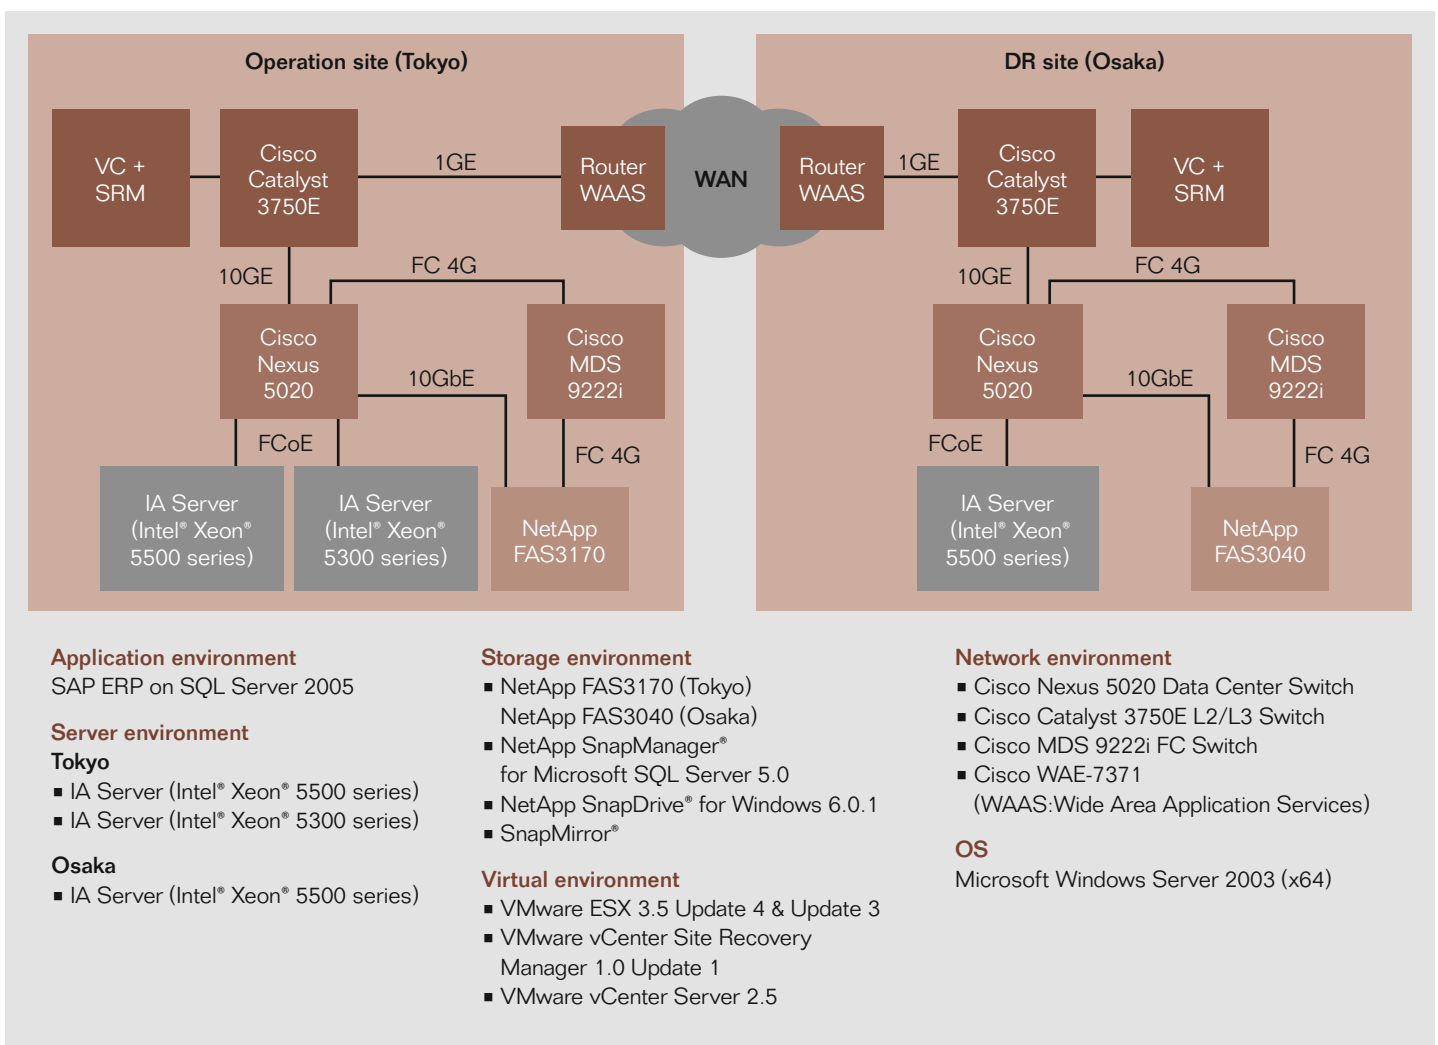 Operation site (Tokyo)
VC +
SRM
Cisco
Catalyst
3750E
1GE
Router
WAAS
WAN
10GE
FC 4G
Cisco
Nexus
5020
Cisco
MDS
9222i
10GbE
FCoE
FC 4G
IA Server
(Intel® Xeon®
5500 series)
IA Server
(Intel® Xeon®
5300 series)
NetApp
FAS3170
DR site (Osaka)
Router
WAAS
1GE
Cisco
Catalyst
3750E
VC +
SRM
10GE
FC 4G
Cisco
Nexus
5020
Cisco
MDS
9222i
10GbE
FCoE
FC 4G
IA Server
(Intel® Xeon®
5500 series)
NetApp
FAS3040
Application environment
SAP ERP on SQL Server 2005
Server environment
Tokyo
▪ IA Server (Intel® Xeon® 5500 series)
▪ IA Server (Intel® Xeon® 5300 series)
Osaka
▪ IA Server (Intel® Xeon® 5500 series)
Storage environment
▪ NetApp FAS3170 (Tokyo)
NetApp FAS3040 (Osaka)
▪ NetApp SnapManager®
for Microsoft SQL Server 5.0
▪ NetApp SnapDrive® for Windows 6.0.1
▪ SnapMirror®
Virtual environment
▪ VMware ESX 3.5 Update 4 & Update 3
▪ VMware vCenter Site Recovery
Manager 1.0 Update 1
▪ VMware vCenter Server 2.5
Network environment
▪ Cisco Nexus 5020 Data Center Switch
▪ Cisco Catalyst 3750E L2/L3 Switch
▪ Cisco MDS 9222i FC Switch
▪ Cisco WAE-7371
(WAAS:Wide Area Application Services)
OS
Microsoft Windows Server 2003 (x64)